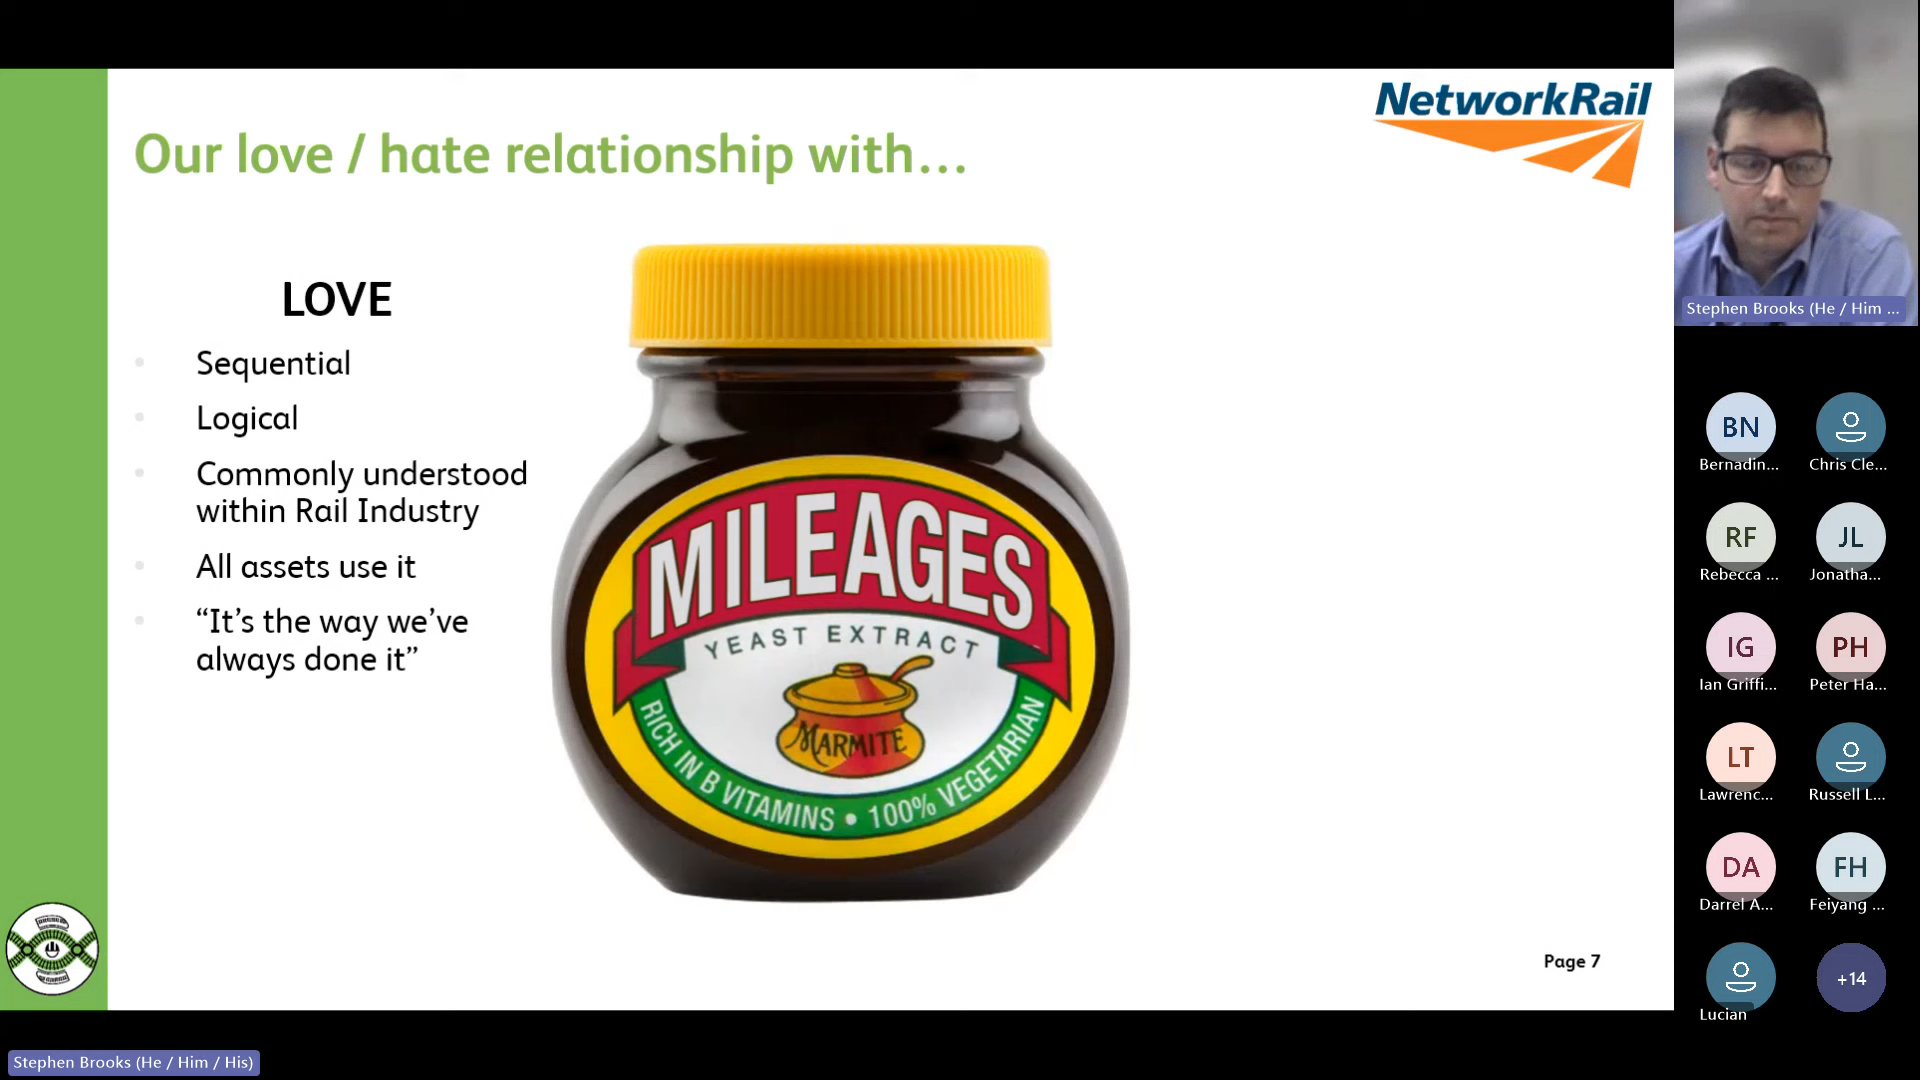 NetworkRail
Our love / hate relationship with...
LOVE
Sequential
Logical
Commonly understood
within Rail Industry
All assets use it
“It’s the way we’ve
always done it”
MILEAGES
YEAST EXTRACT
MARMITE
RICH IN B VITAMINS • 100% VEGETARIAN
Page 7
Stephen Brooks (He / Him / His)
Stephen Brooks (He / Him ...
BN
Bernadin...
Chris Cle...
RF
Rebecca ...
JL
Jonatha...
IG
Ian Griffi...
PH
Peter Ha...
LT
Lawrenc...
Russell L...
DA
Darrel A...
FH
Feiyang ...
Lucian
+14